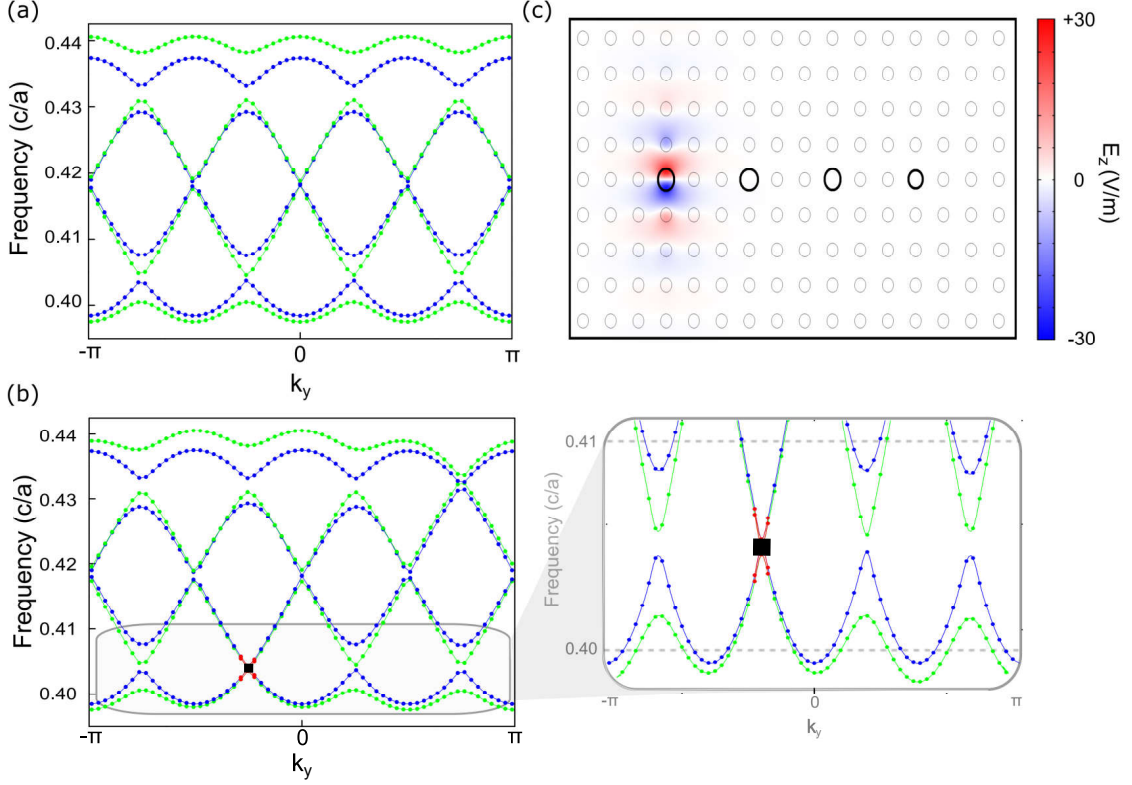 (a)
0.44
0.43
0.42
0.41
0.40
Frequency (c/a)
-π
0
π
k_y
(c)
+30
0
-30
E_z (V/m)
(b)
0.44
0.43
0.42
0.41
0.40
Frequency (c/a)
-π
0
π
k_y
0.41
0.40
Frequency (c/a)
-π
0
π
k_y